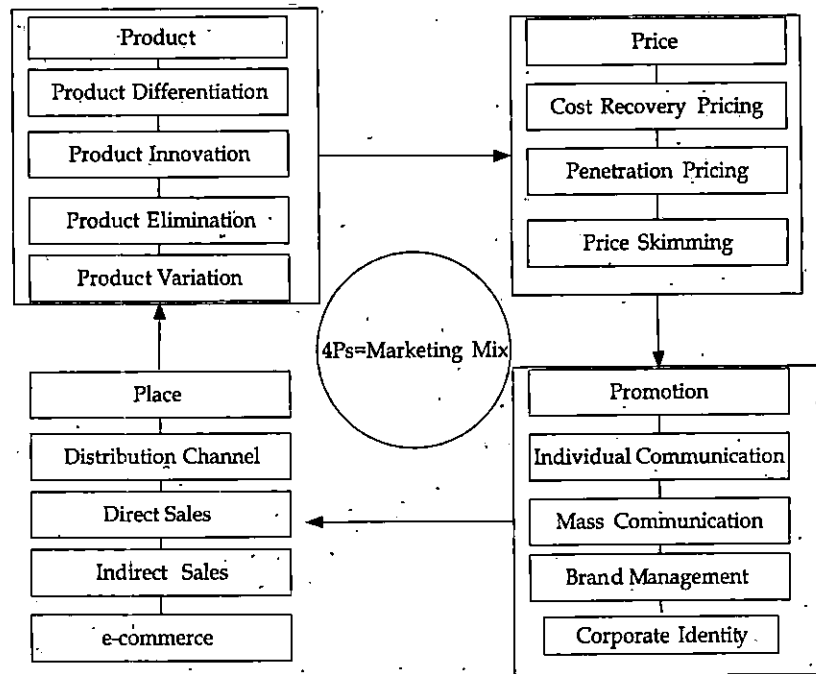 Product
Product Differentiation
Product Innovation
Product Elimination
Product Variation
Price
Cost Recovery Pricing
Penetration Pricing
Price Skimming
4Ps=Marketing Mix
Place
Distribution Channel
Direct Sales
Indirect Sales
e-commerce
Promotion
Individual Communication
Mass Communication
Brand Management
Corporate Identity